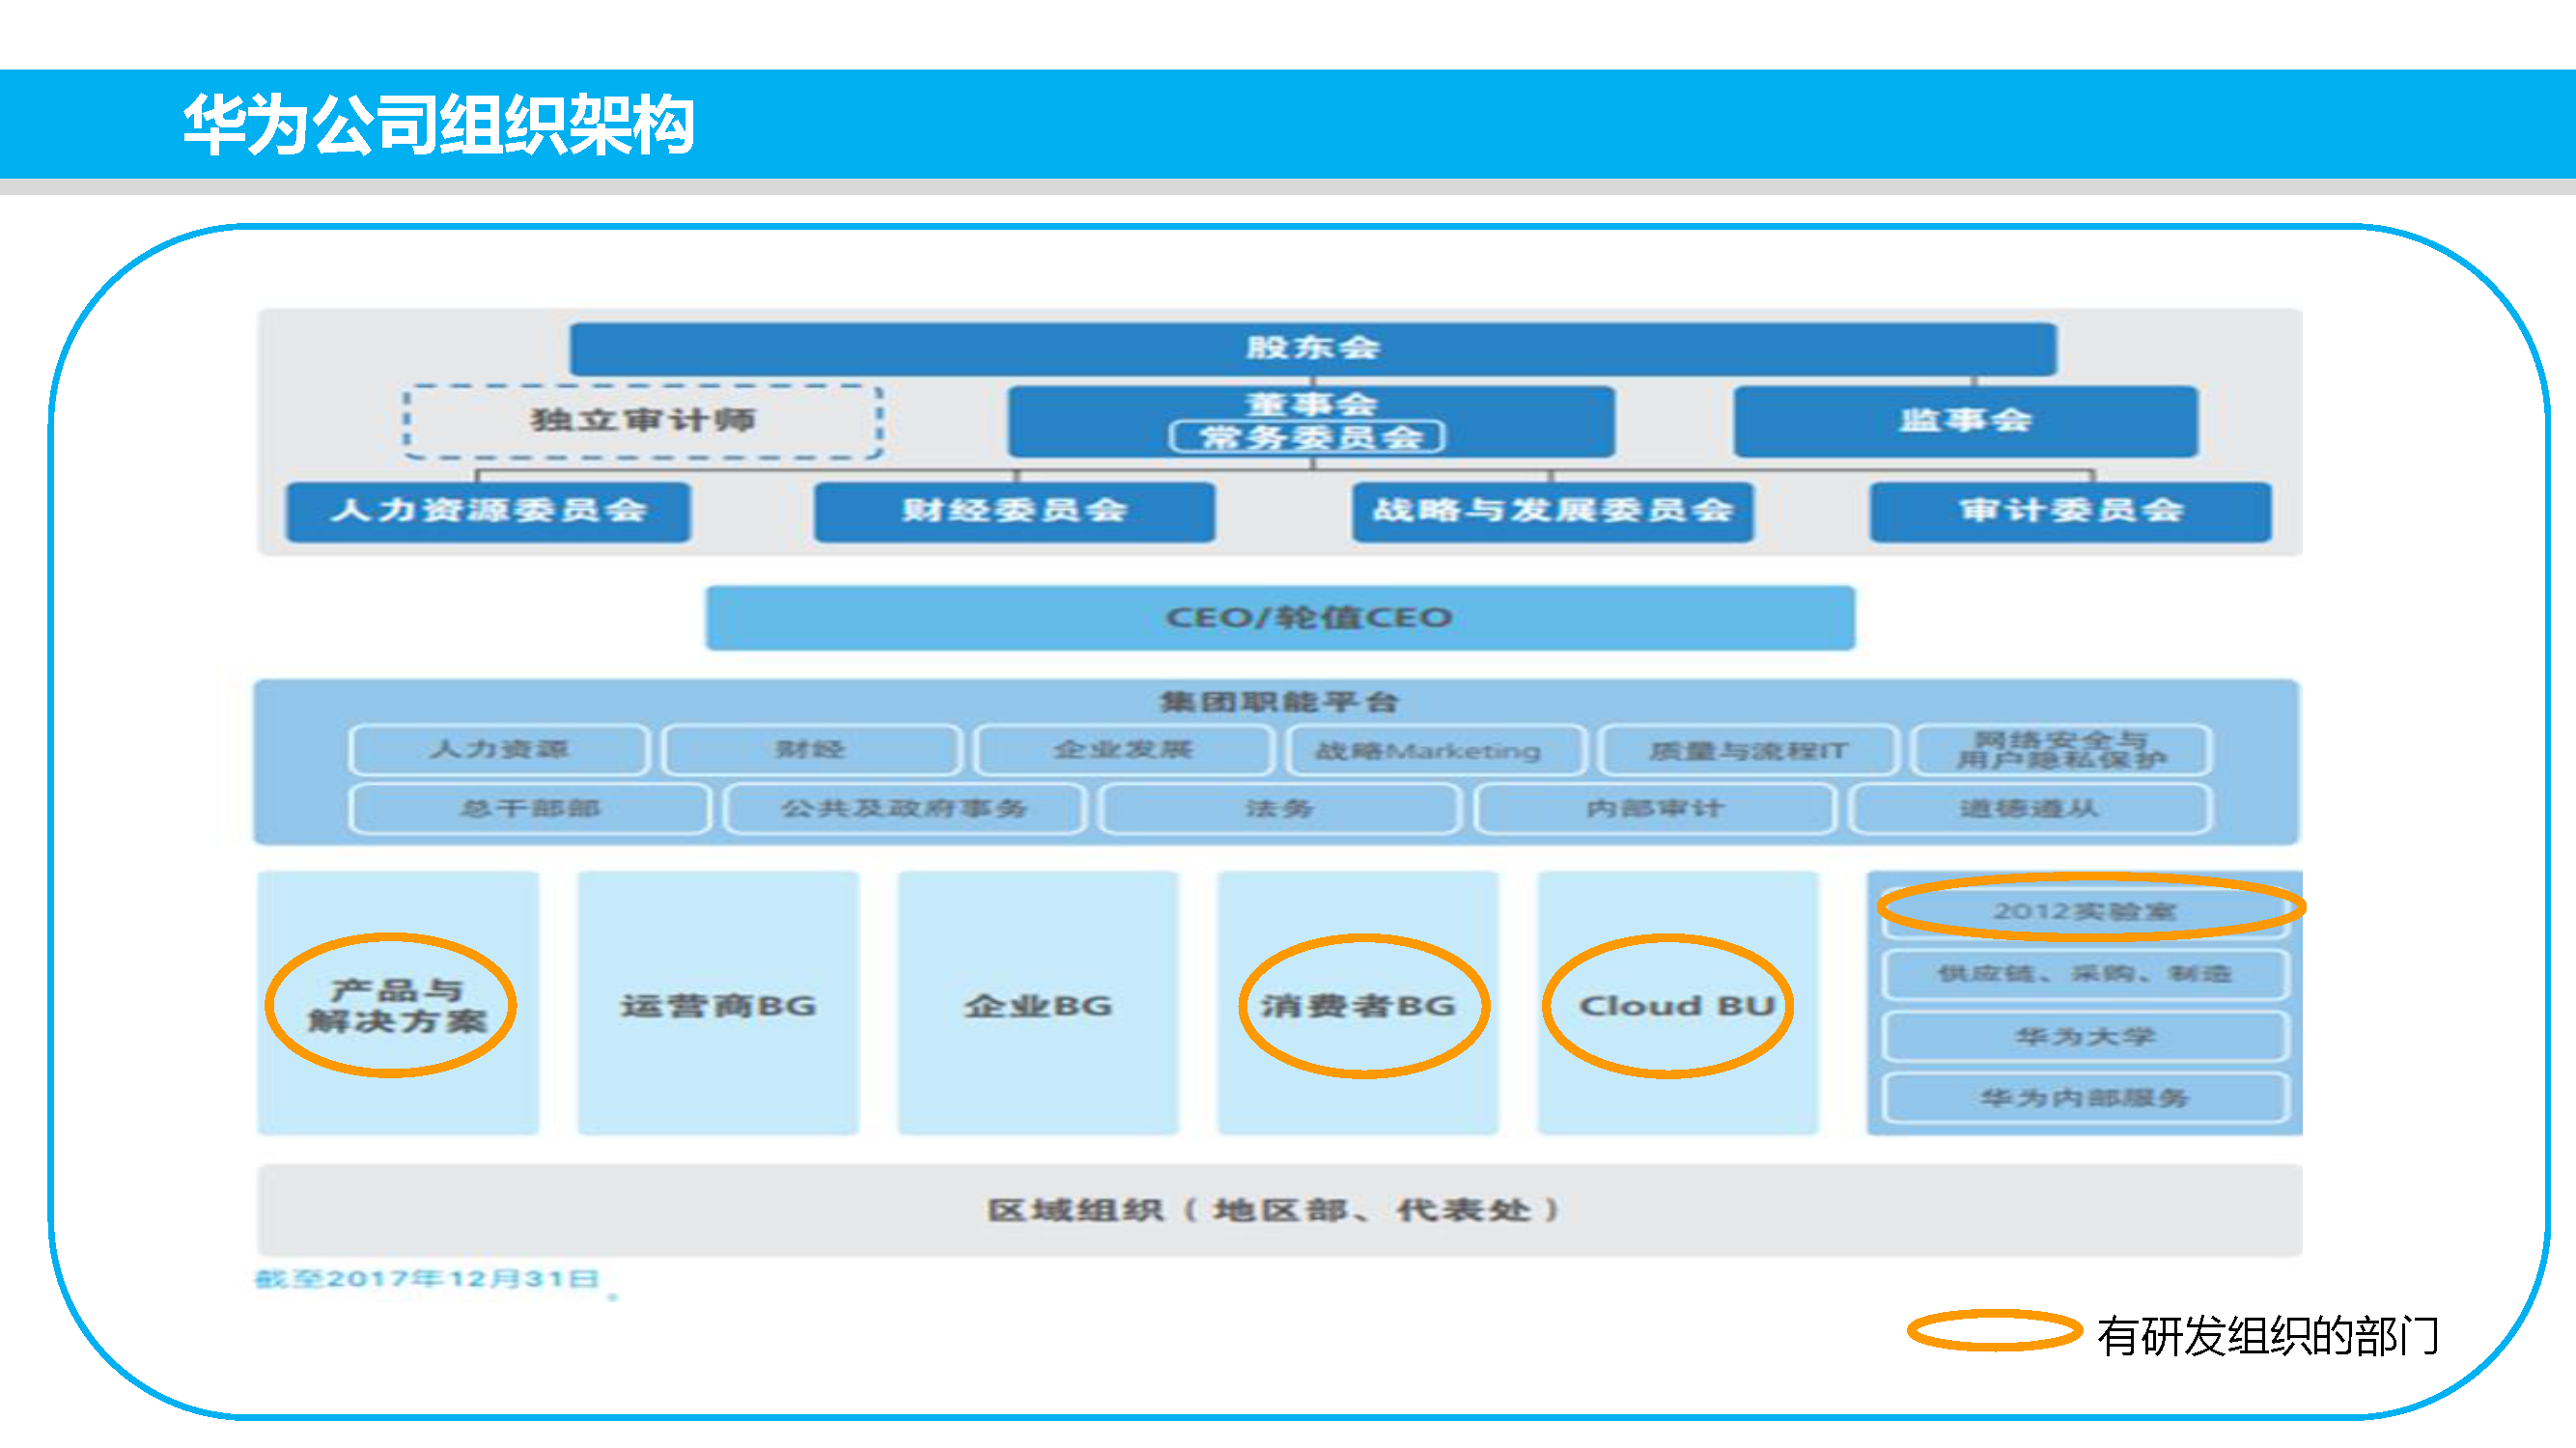 华为公司组织架构
股东会
独立审计师
董事会
常务委员会
监事会
人力资源委员会
财经委员会
战略与发展委员会
审计委员会
CEO/轮值CEO
集团职能平台
人力资源
财经
企业发展
战略Marketing
质量与流程IT
网络安全与
用户隐私保护
总干部部
公共及政府事务
法务
内部审计
道德遵从
产品与
解决方案
运营商BG
企业BG
消费者BG
Cloud BU
2012实验室
供应链、采购、制造
华为大学
华为内部服务
区域组织（地区部、代表处）
截至2017年12月31日。
有研发组织的部门